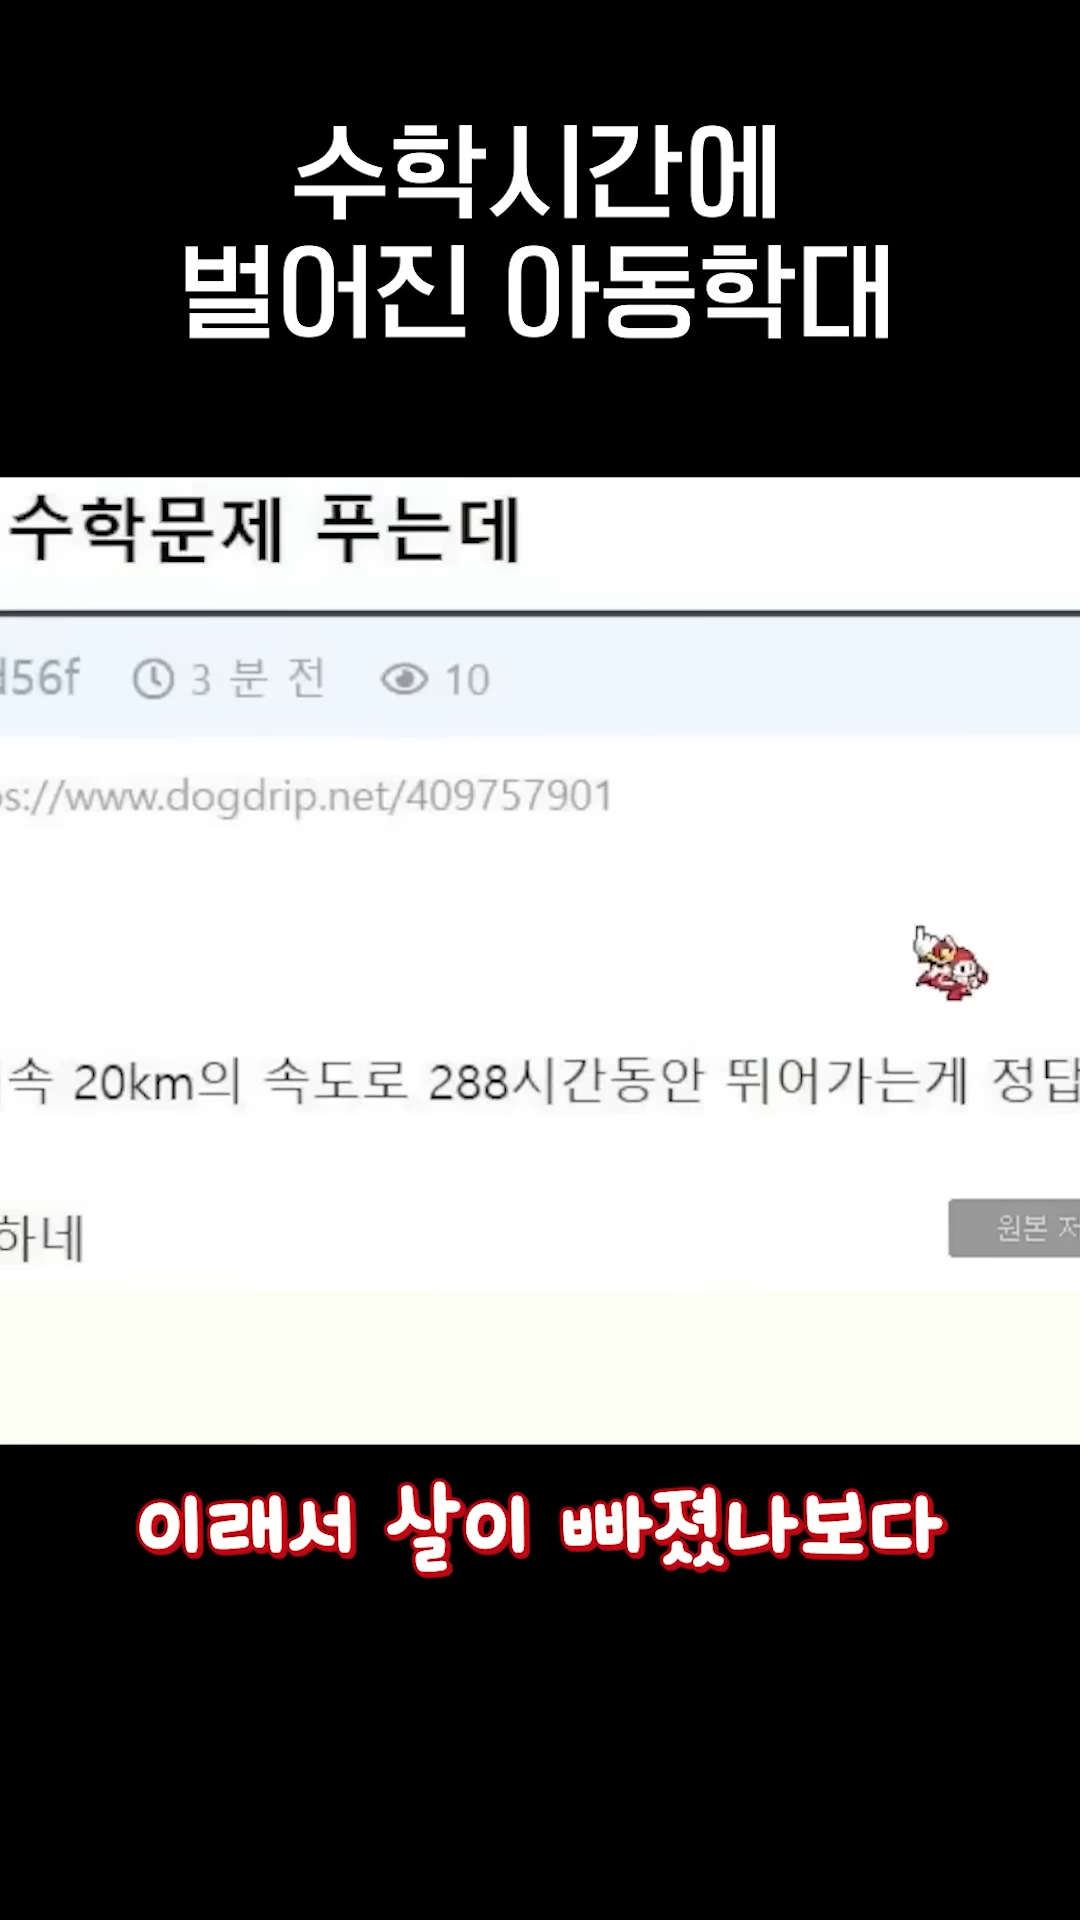 수학시간에
벌어진 아동학대
수학문제 푸는데
d56f 3 분 전 10
ps://www.dogdrip.net/409757901
속 20km의 속도로 288시간동안 뛰어가는게 정답
하네
원본
이래서 살이 빠졌나보다